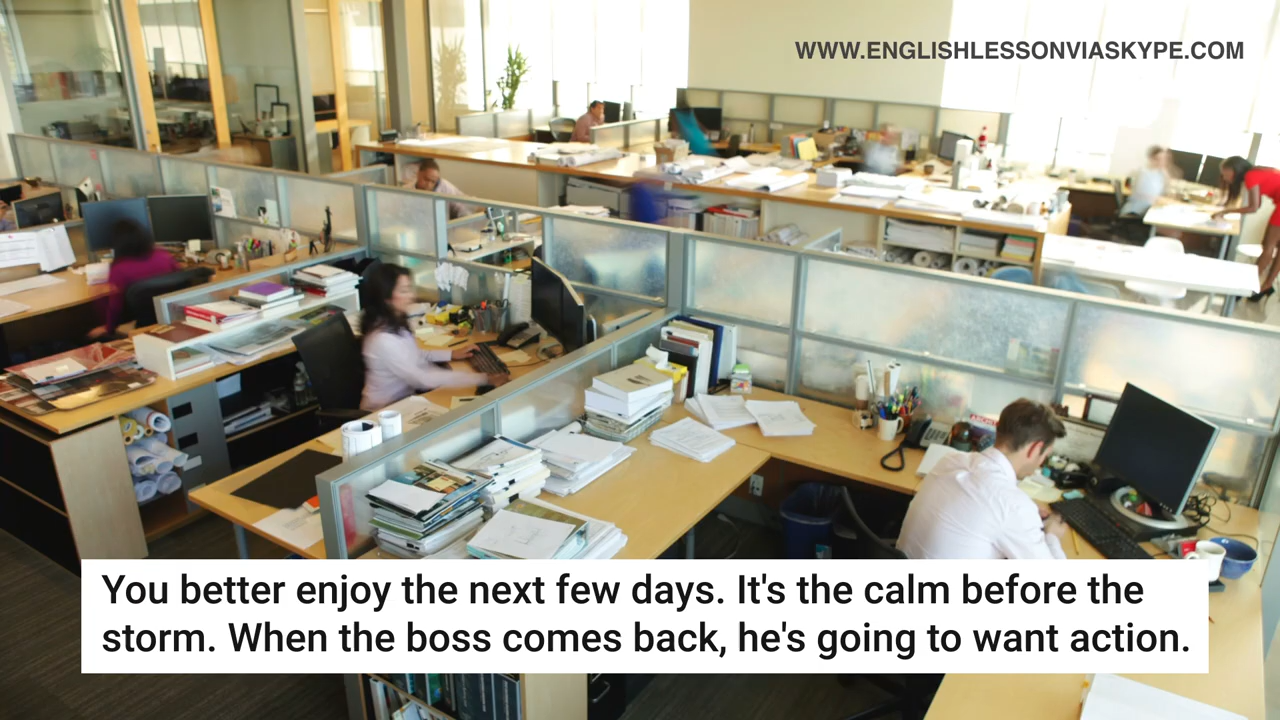 WWW.ENGLISHLESSONVIASKYPE.COM
You better enjoy the next few days. It's the calm before the
storm. When the boss comes back, he's going to want action.